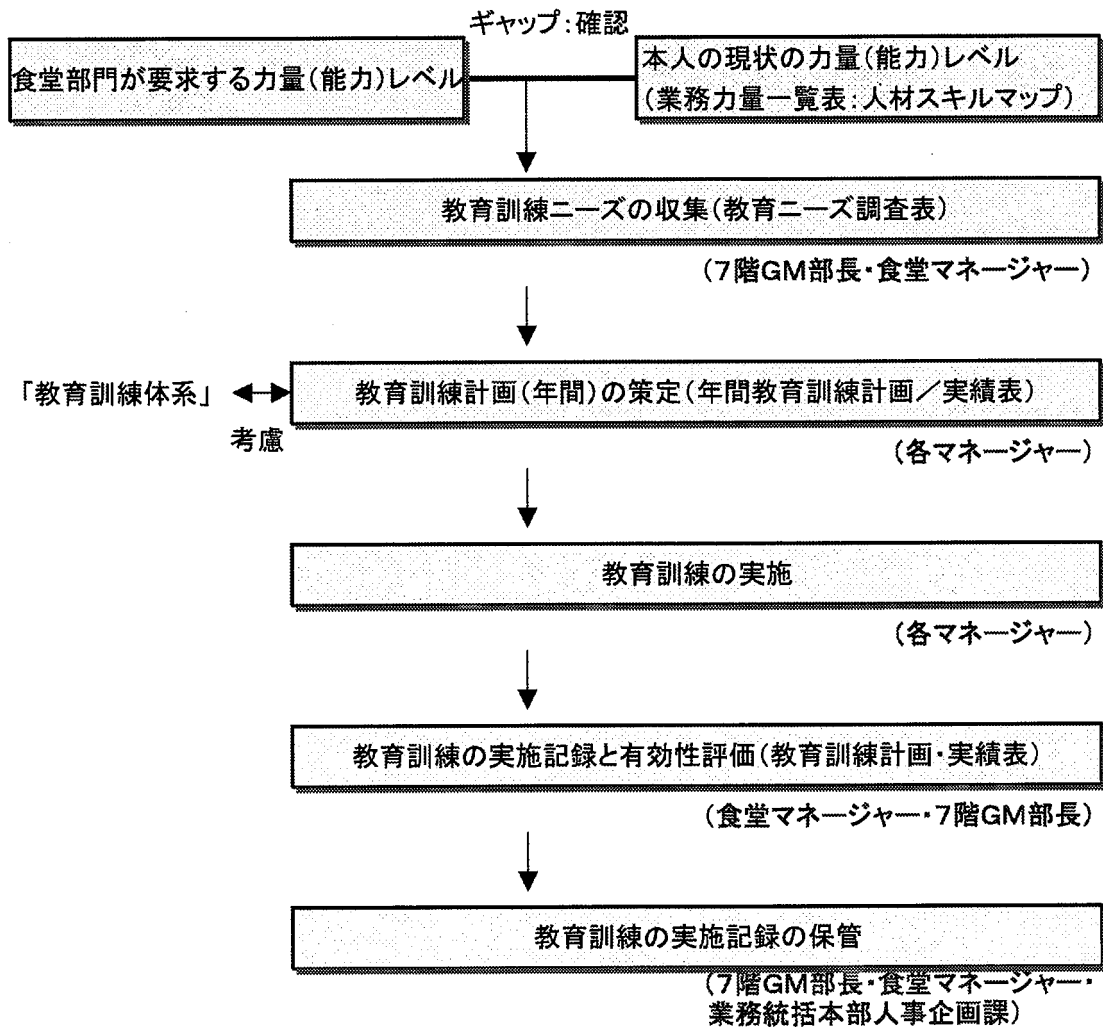 ギャップ:確認
食堂部門が要求する力量(能力)レベル
本人の現状の力量(能力)レベル
(業務力量一覧表:人材スキルマップ)
教育訓練ニーズの収集(教育ニーズ調査表)
(7階GM部長・食堂マネージャー)
「教育訓練体系」
考慮
教育訓練計画(年間)の策定(年間教育訓練計画/実績表)
(各マネージャー)
教育訓練の実施
(各マネージャー)
教育訓練の実施記録と有効性評価(教育訓練計画・実績表)
(食堂マネージャー・7階GM部長)
教育訓練の実施記録の保管
(7階GM部長・食堂マネージャー・
業務統括本部人事企画課)